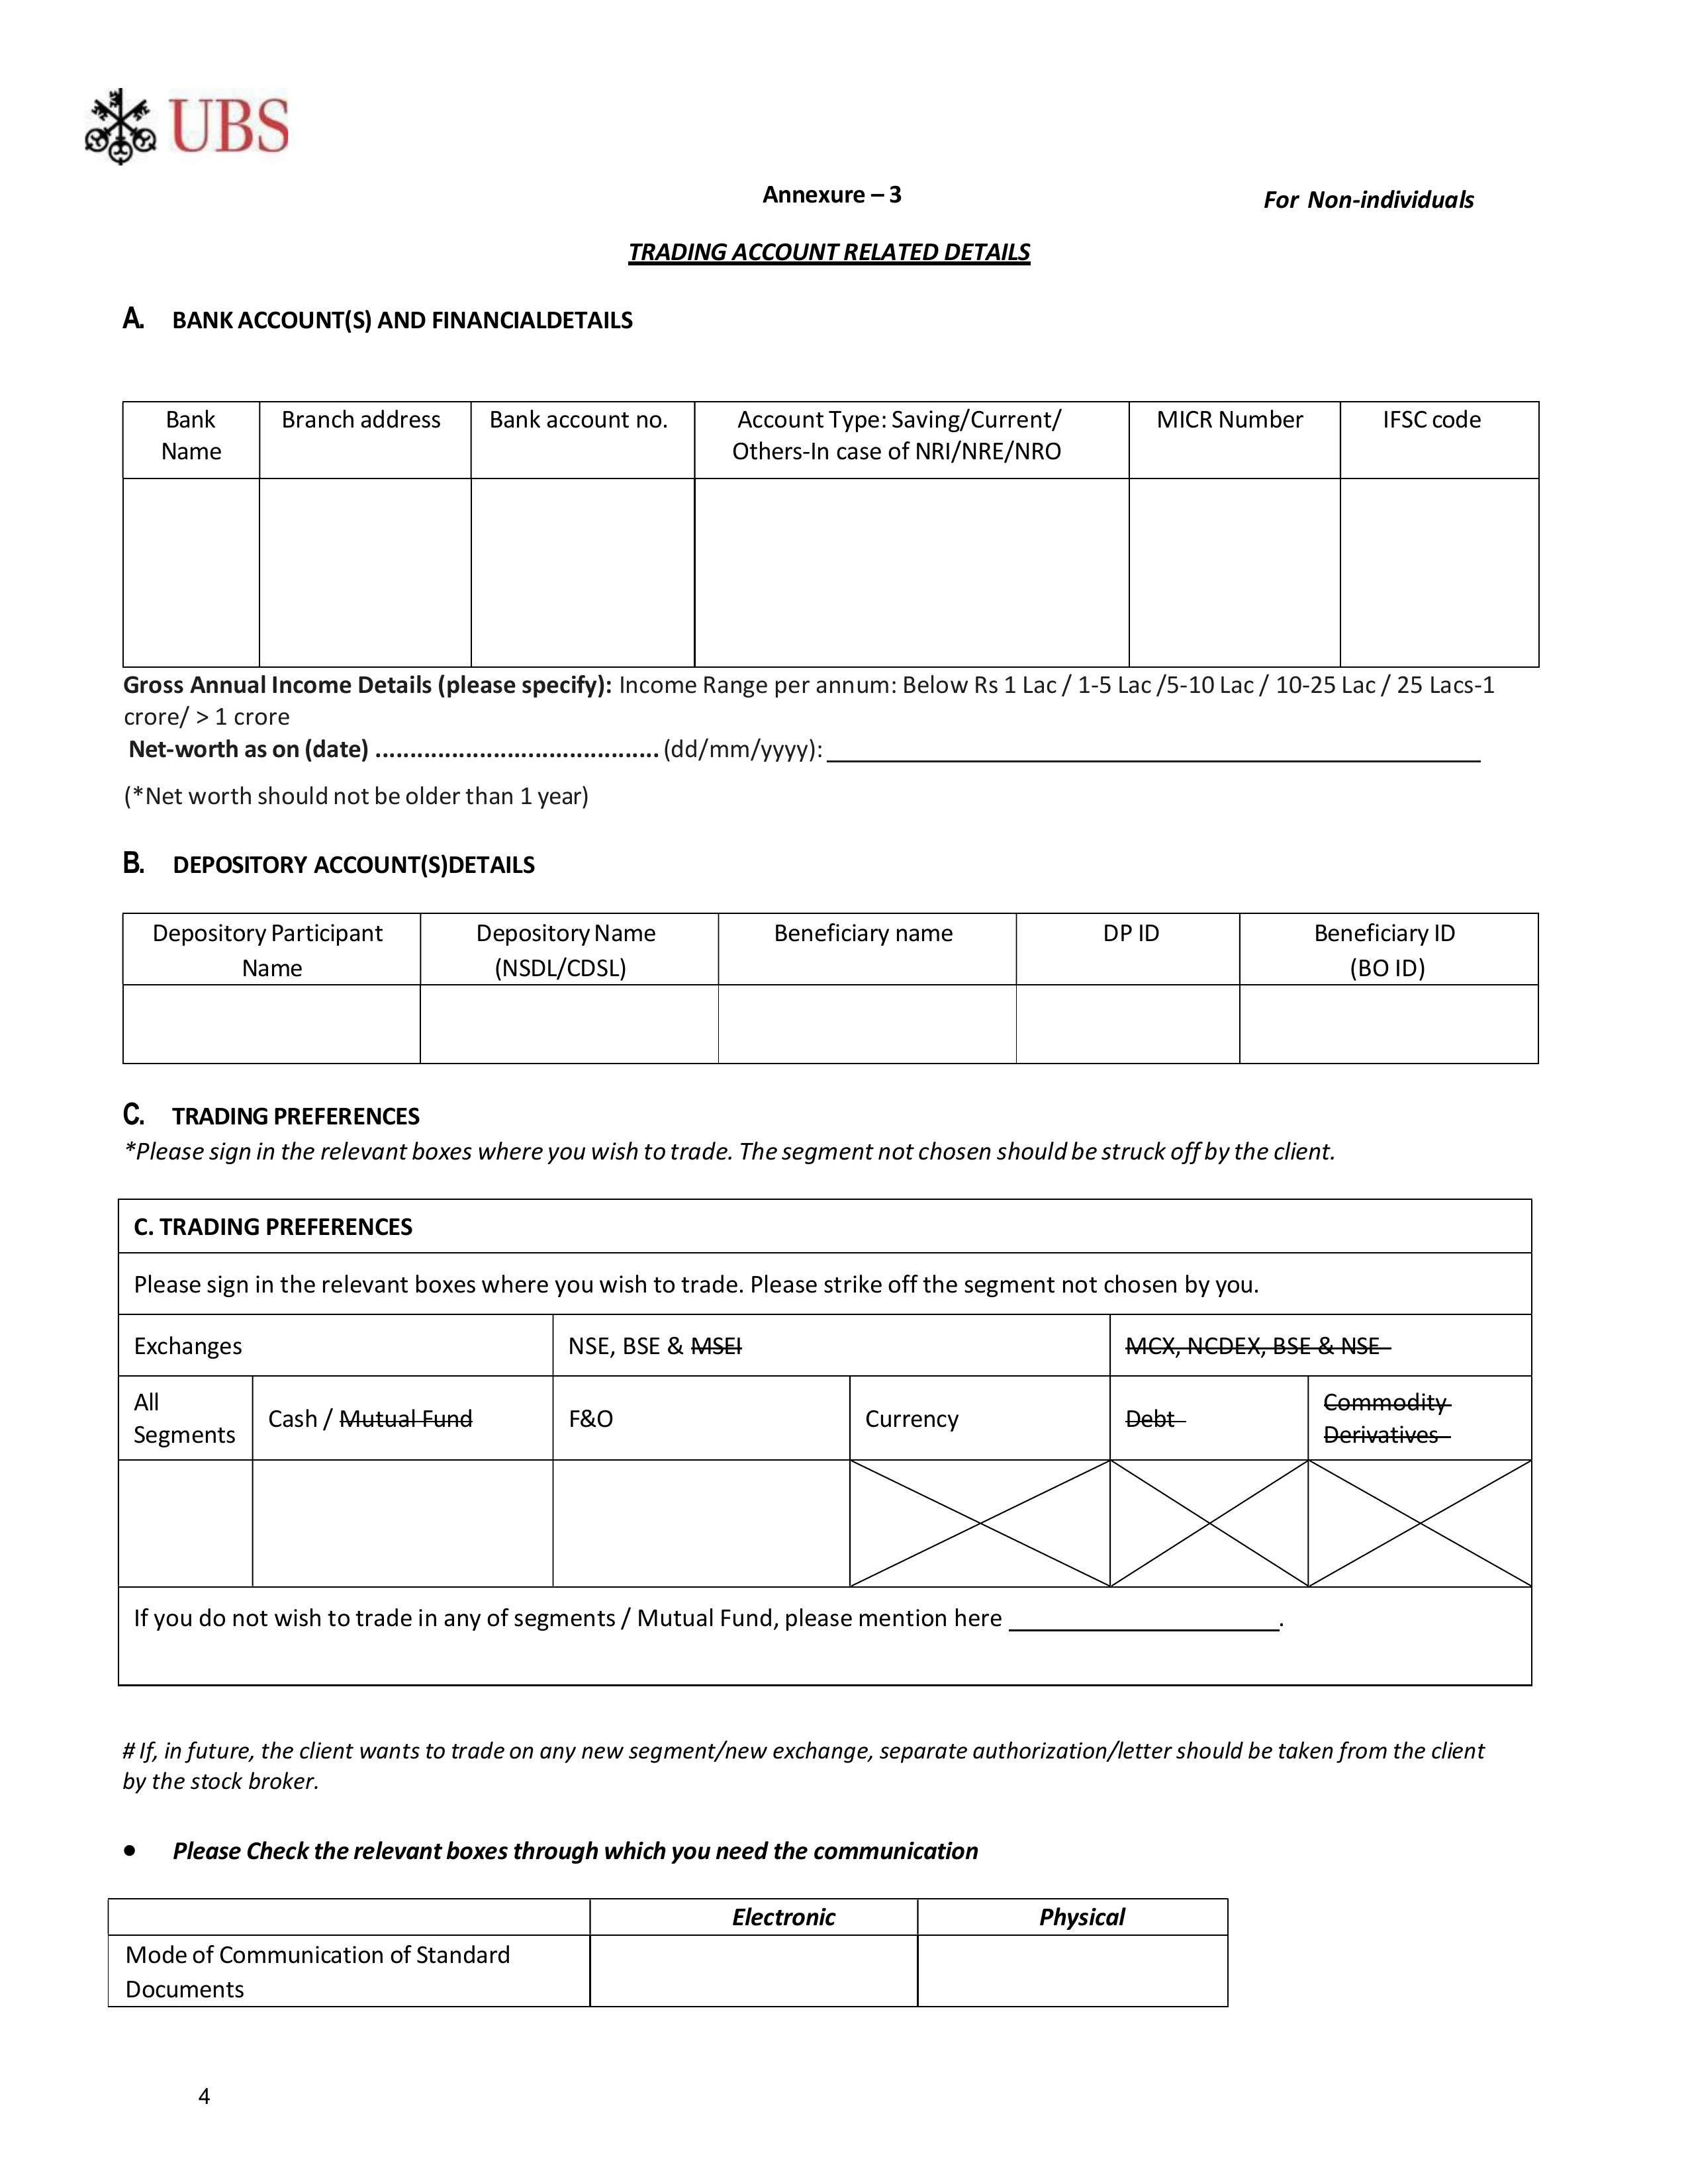 UBS
Annexure – 3
For Non-individuals
TRADING ACCOUNT RELATED DETAILS
A. BANK ACCOUNT(S) AND FINANCIALDETAILS
Bank Name
Branch address
Bank account no.
Account Type: Saving/Current/ Others-In case of NRI/NRE/NRO
MICR Number
IFSC code
Gross Annual Income Details (please specify): Income Range per annum: Below Rs 1 Lac / 1-5 Lac /5-10 Lac / 10-25 Lac / 25 Lacs-1
crore/ > 1 crore
Net-worth as on (date) ......................................... (dd/mm/yyyy): ____________________
(*Net worth should not be older than 1 year)
B. DEPOSITORY ACCOUNT(S)DETAILS
Depository Participant Name
Depository Name (NSDL/CDSL)
Beneficiary name
DP ID
Beneficiary ID (BO ID)
C. TRADING PREFERENCES
*Please sign in the relevant boxes where you wish to trade. The segment not chosen should be struck off by the client.
C. TRADING PREFERENCES
Please sign in the relevant boxes where you wish to trade. Please strike off the segment not chosen by you.
Exchanges
NSE, BSE & MSEI
MCX, NCDEX, BSE & NSE
All Segments
Cash / Mutual Fund
F&O
Currency
Debt
Commodity Derivatives
If you do not wish to trade in any of segments / Mutual Fund, please mention here ____________________.
# If, in future, the client wants to trade on any new segment/new exchange, separate authorization/letter should be taken from the client
by the stock broker.
• Please Check the relevant boxes through which you need the communication
Electronic
Physical
Mode of Communication of Standard
Documents
4